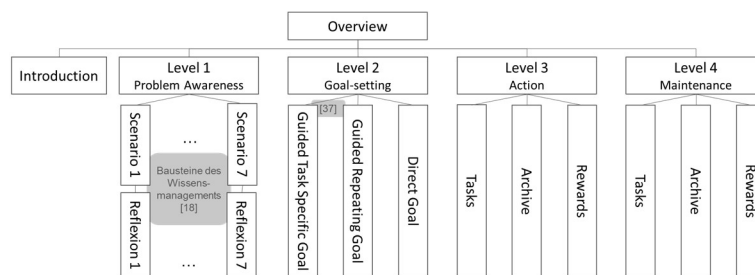 Overview
Introduction
Level 1
Problem Awareness
Level 2
Goal-setting
Level 3
Action
Level 4
Maintenance
Scenario 1
...
Scenario 7
Bausteine des
Wissens-
managements
[18]
Reflexion 1
...
Reflexion 7
Guided Task Specific Goal
[37]
Guided Repeating Goal
Direct Goal
Tasks
Archive
Rewards
Tasks
Archive
Rewards